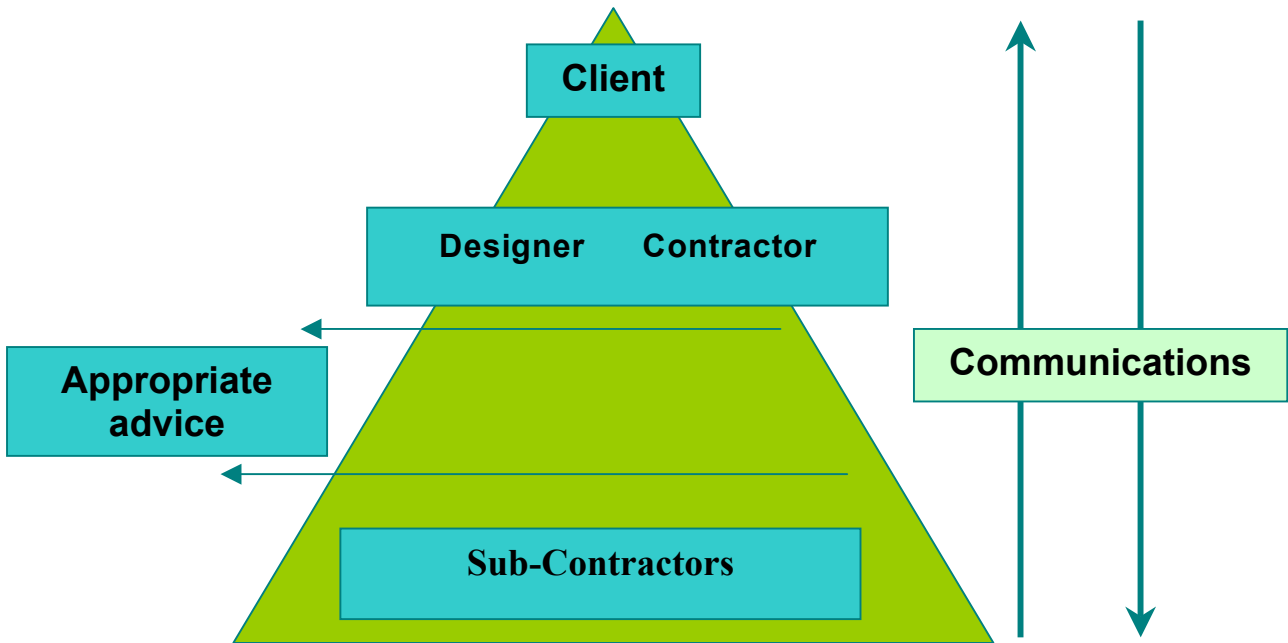 Client
Designer Contractor
Communications
Appropriate
advice
Sub-Contractors